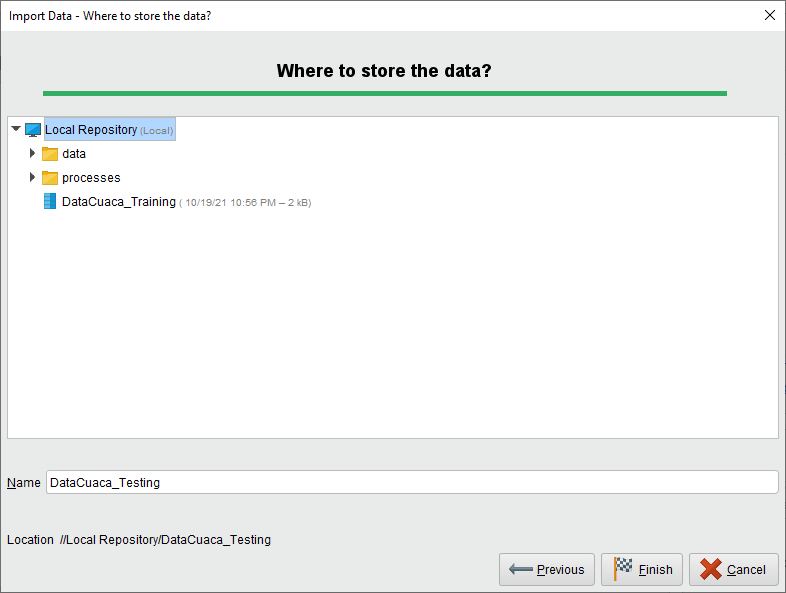 Import Data - Where to store the data?
Where to store the data?
Local Repository (Local)
data
processes
DataCuaca_Training ( 10/19/21 10:56 PM – 2 kB)
Name DataCuaca_Testing
Location //Local Repository/DataCuaca_Testing
Previous Finish Cancel